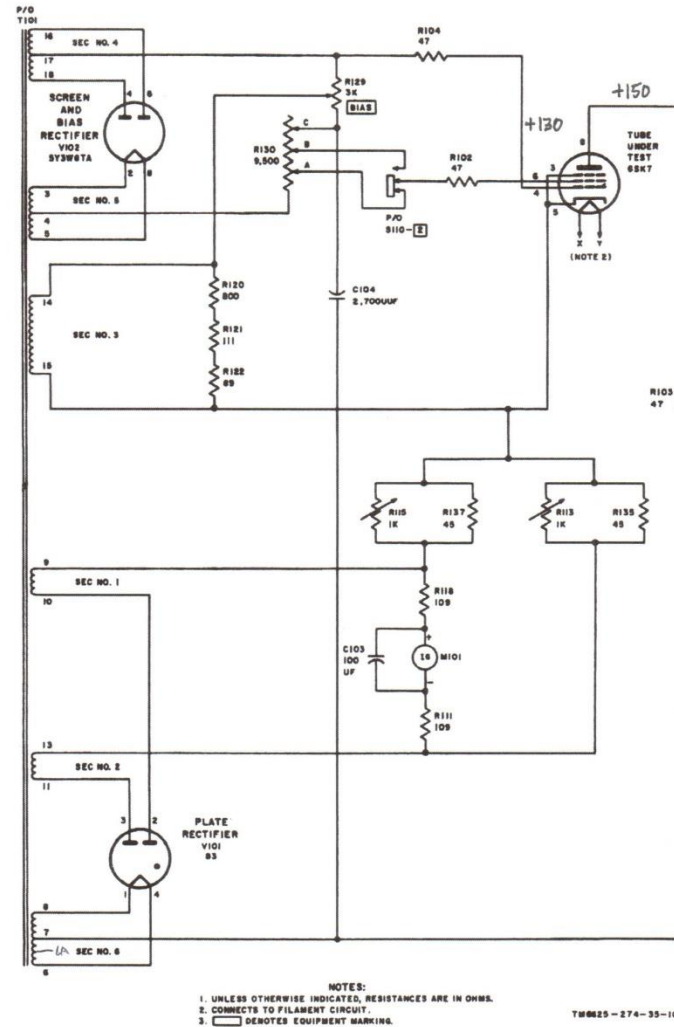 P/O
T101
16
SEC NO. 4
17
18
SCREEN
AND
BIAS
RECTIFIER
V102
5Y3WGTA
4
6
2
8
3
SEC NO. 5
4
5
14
SEC NO. 3
15
R104
47
R129
3K
BIAS
C
B
A
R130
9,500
R102
47
P/O
S110-2
+130
+150
TUBE
UNDER
TEST
6SK7
8
3
6
4
5
X
Y
(NOTE 2)
R120
800
R121
111
R122
89
C104
2,700UUF
R103
47
R115
1K
R137
45
R113
1K
R135
45
9
SEC NO. 1
10
R118
109
C103
100
UF
+
M101
-
R111
109
13
SEC NO. 2
11
3
2
PLATE
RECTIFIER
V101
83
1
4
8
7
SEC NO. 6
6
NOTES:
1. UNLESS OTHERWISE INDICATED, RESISTANCES ARE IN OHMS.
2. CONNECTS TO FILAMENT CIRCUIT.
3. DENOTES EQUIPMENT MARKING.
TM6625-274-35-10